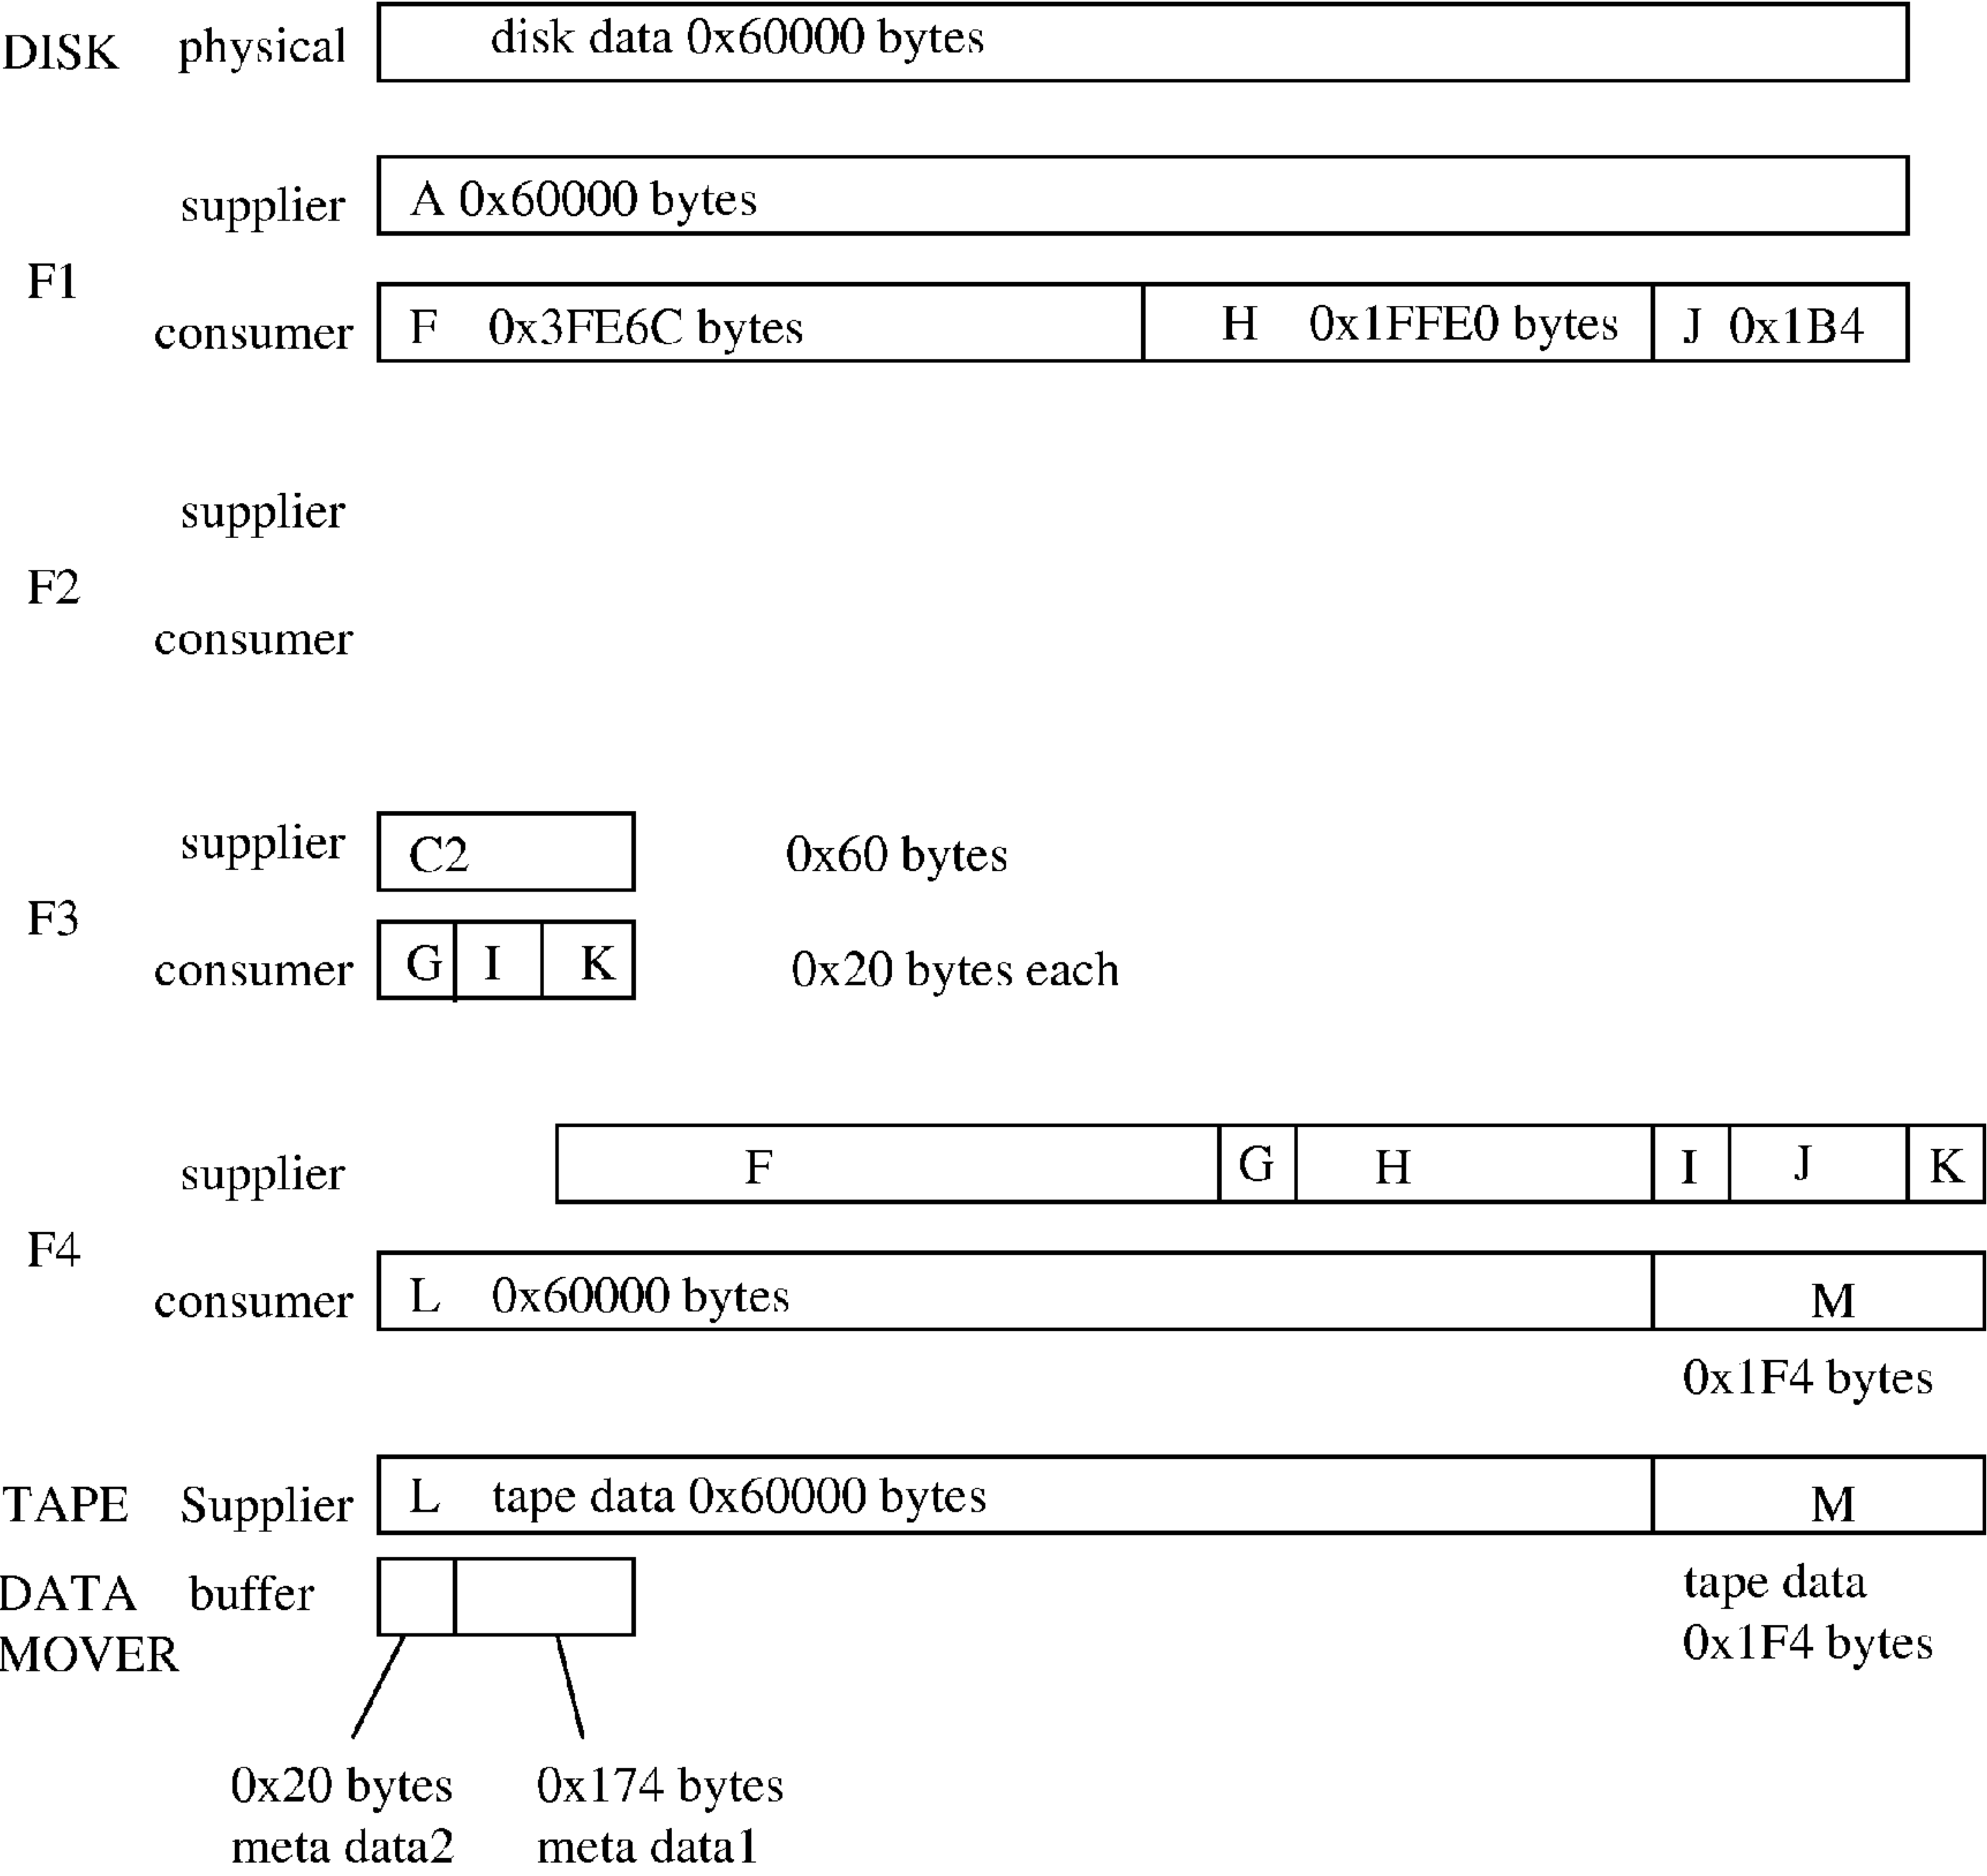 DISK physical disk data 0x60000 bytes
supplier A 0x60000 bytes
F1
consumer F 0x3FE6C bytes H 0x1FFE0 bytes J 0x1B4
supplier
F2
consumer
supplier C2 0x60 bytes
F3
consumer G I K 0x20 bytes each
supplier F G H I J K
F4
consumer L 0x60000 bytes M
0x1F4 bytes
TAPE Supplier L tape data 0x60000 bytes M
DATA buffer tape data
MOVER 0x1F4 bytes
0x20 bytes 0x174 bytes
meta data2 meta data1